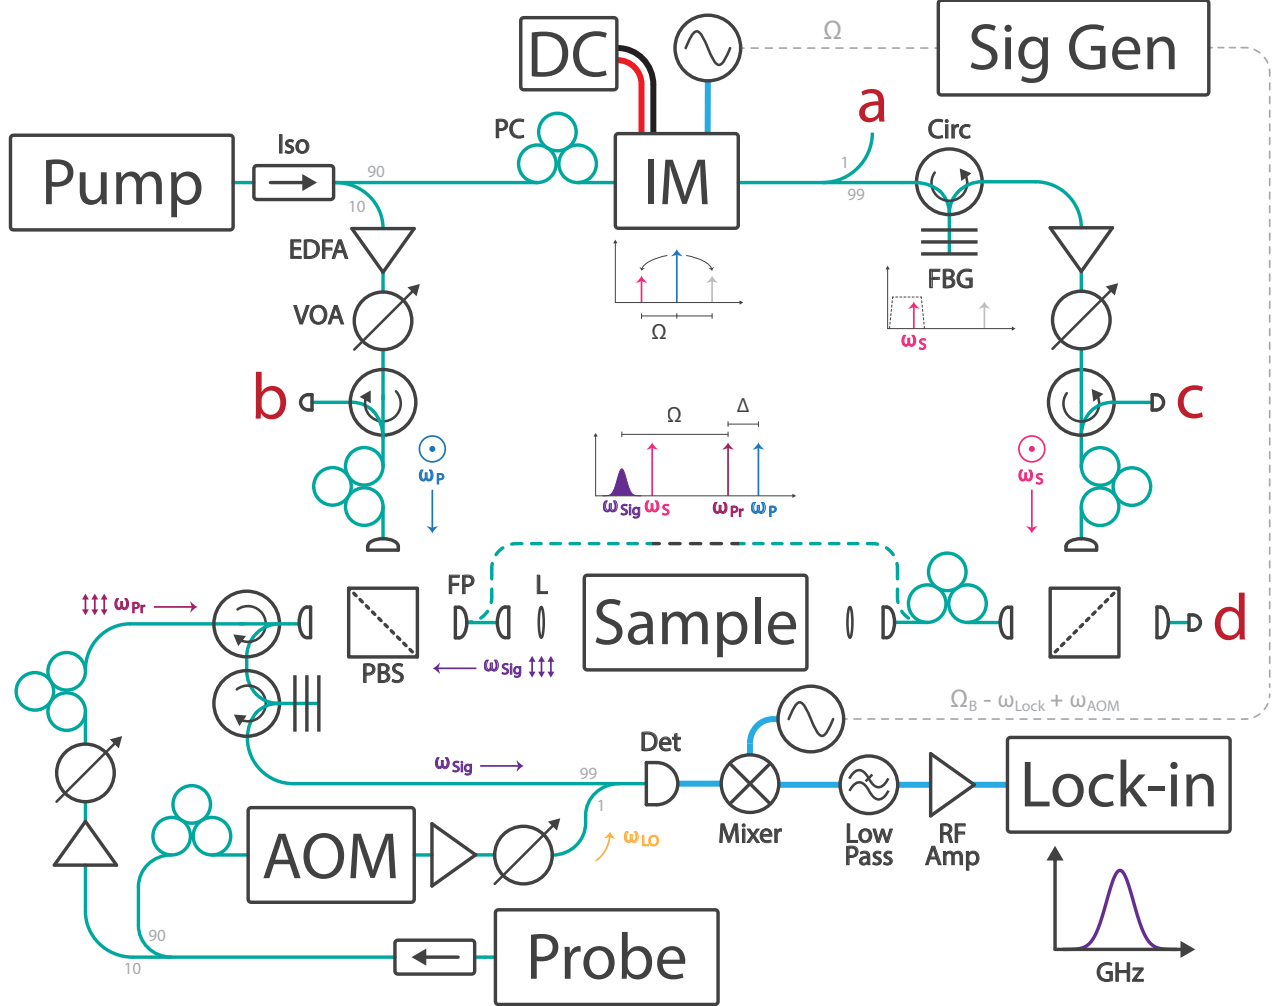 DC
Ω
Sig Gen
a
PC
Circ
Iso
Pump
90
10
IM
1
99
EDFA
FBG
VOA
Ω
ωS
b
c
Ω
Δ
ωP
ωS
ωSig
ωS
ωPr
ωP
FP
L
ωPr
Sample
d
PBS
ωSig
ΩB - ωLock + ωAOM
Det
ωSig
99
1
Mixer
Low
Pass
RF
Amp
Lock-in
ωLO
AOM
90
10
Probe
GHz